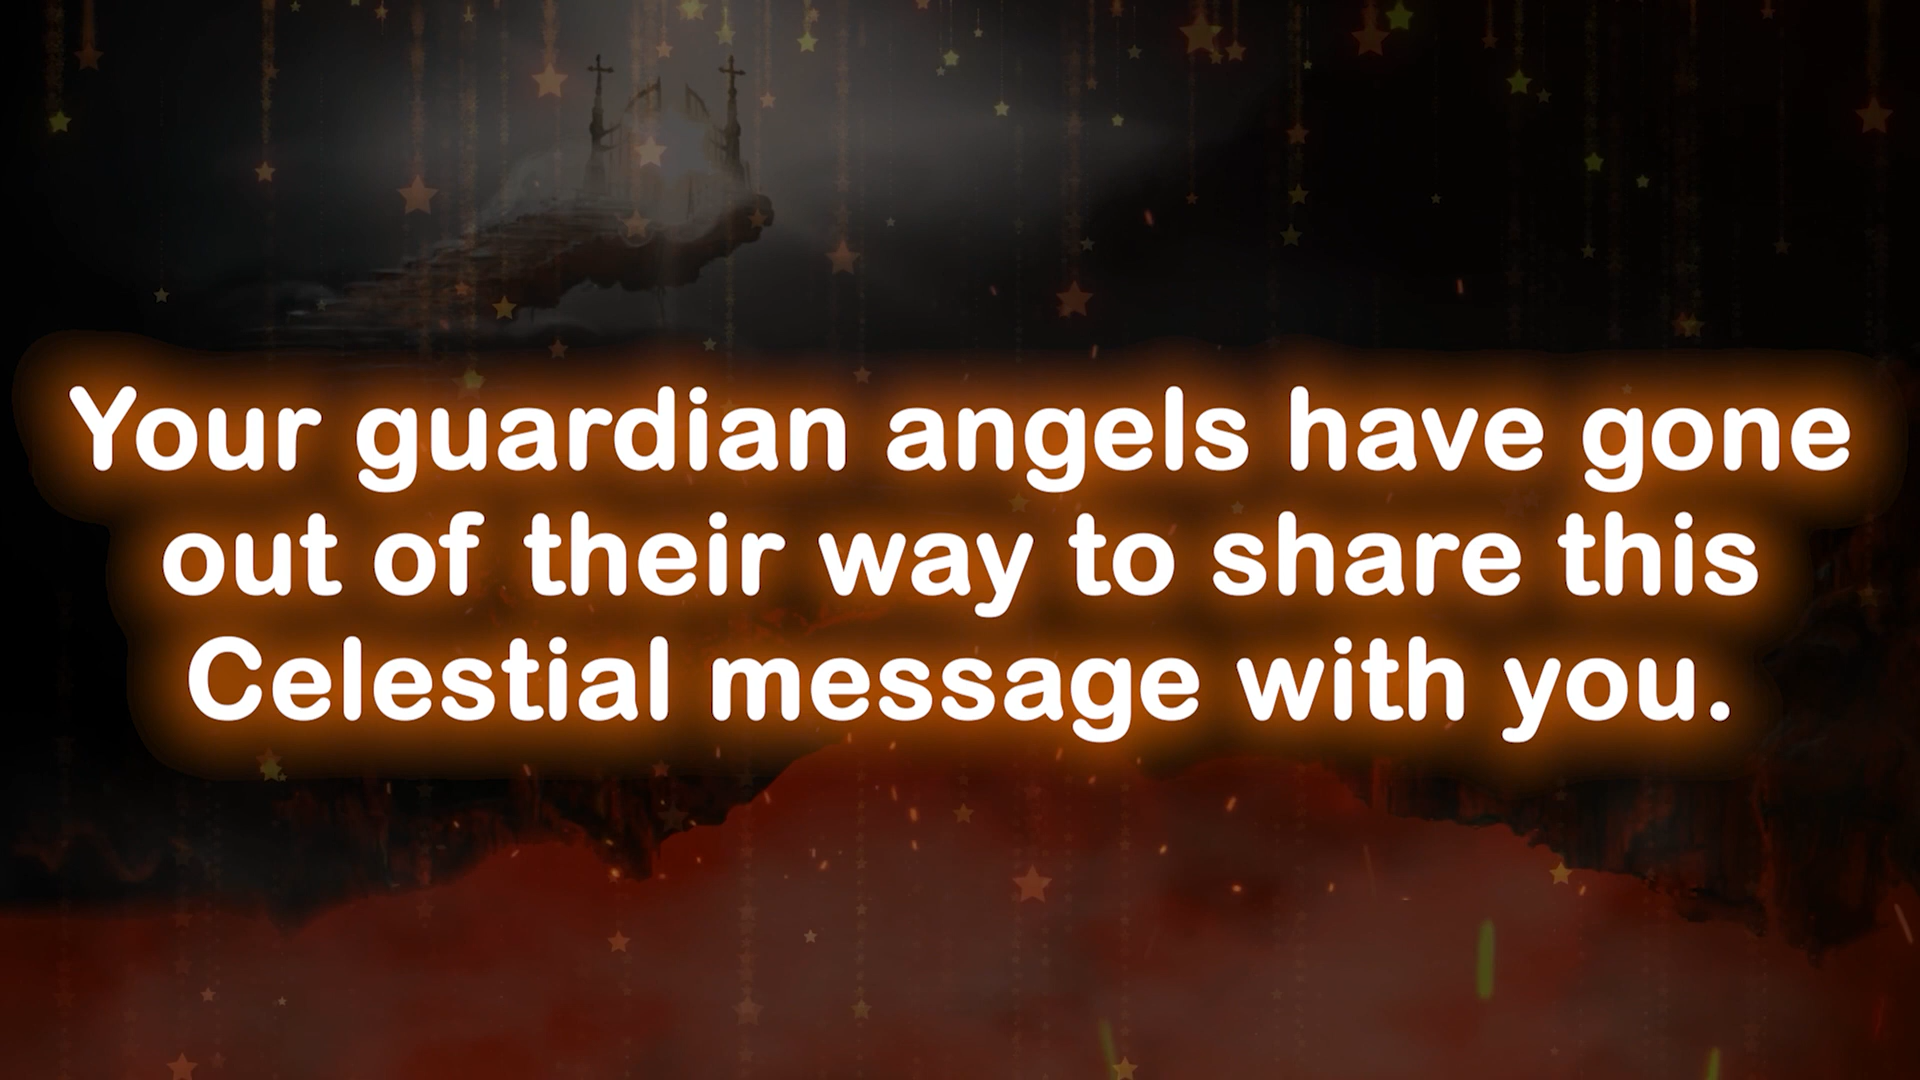 Your guardian angels have gone
out of their way to share this
Celestial message with you.